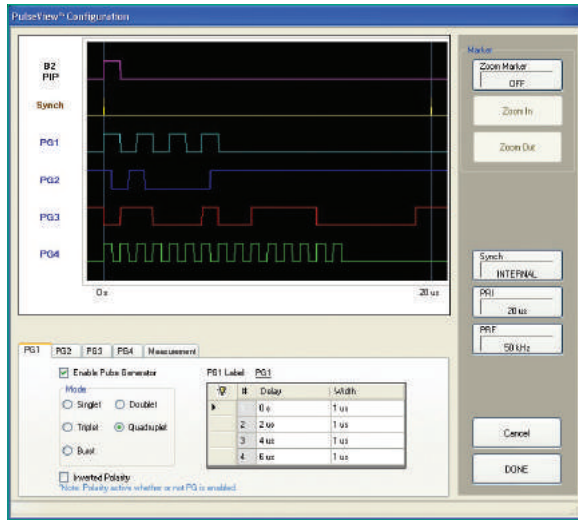 PulseView™ Configuration
B2
PIP
Synch
PG1
PG2
PG3
PG4
0 s
20 us
Marker
Zoom Marker
OFF
Zoom In
Zoom Out
Synch
INTERNAL
PRI
20 us
PRF
50 kHz
Cancel
DONE
PG1 PG2 PG3 PG4 Measurement
Enable Pulse Generator
Mode
Singlet Doublet
Triplet Quadruplet
Burst
Inverted Polarity
*Note: Polarity active whether or not PG is enabled.
PG1 Label PG1
# Delay Width
0 s 1 us
2 2 us 1 us
3 4 us 1 us
4 6 us 1 us